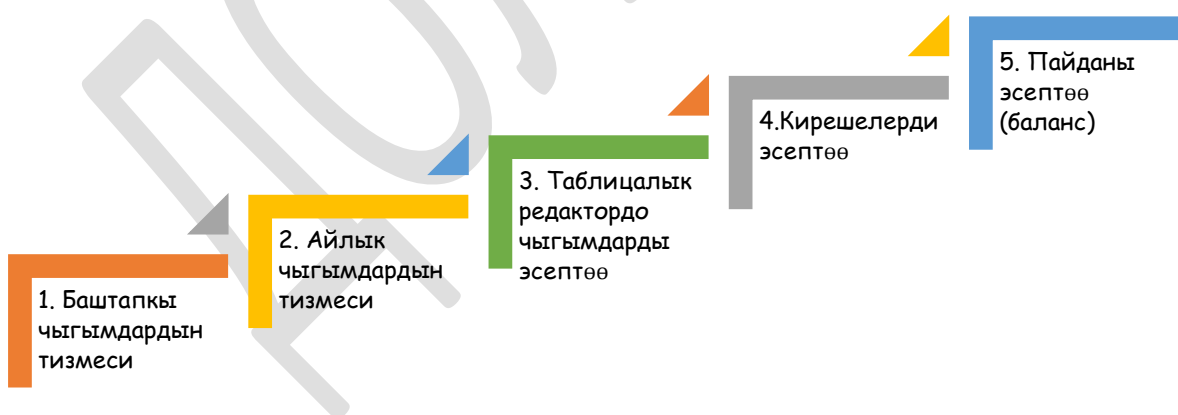 1. Баштапкы
чыгымдардын
тизмеси
2. Айлык
чыгымдардын
тизмеси
3. Таблицалык
редактордо
чыгымдарды
эсептөө
4.Кирешелерди
эсептөө
5. Пайданы
эсептөө
(баланс)